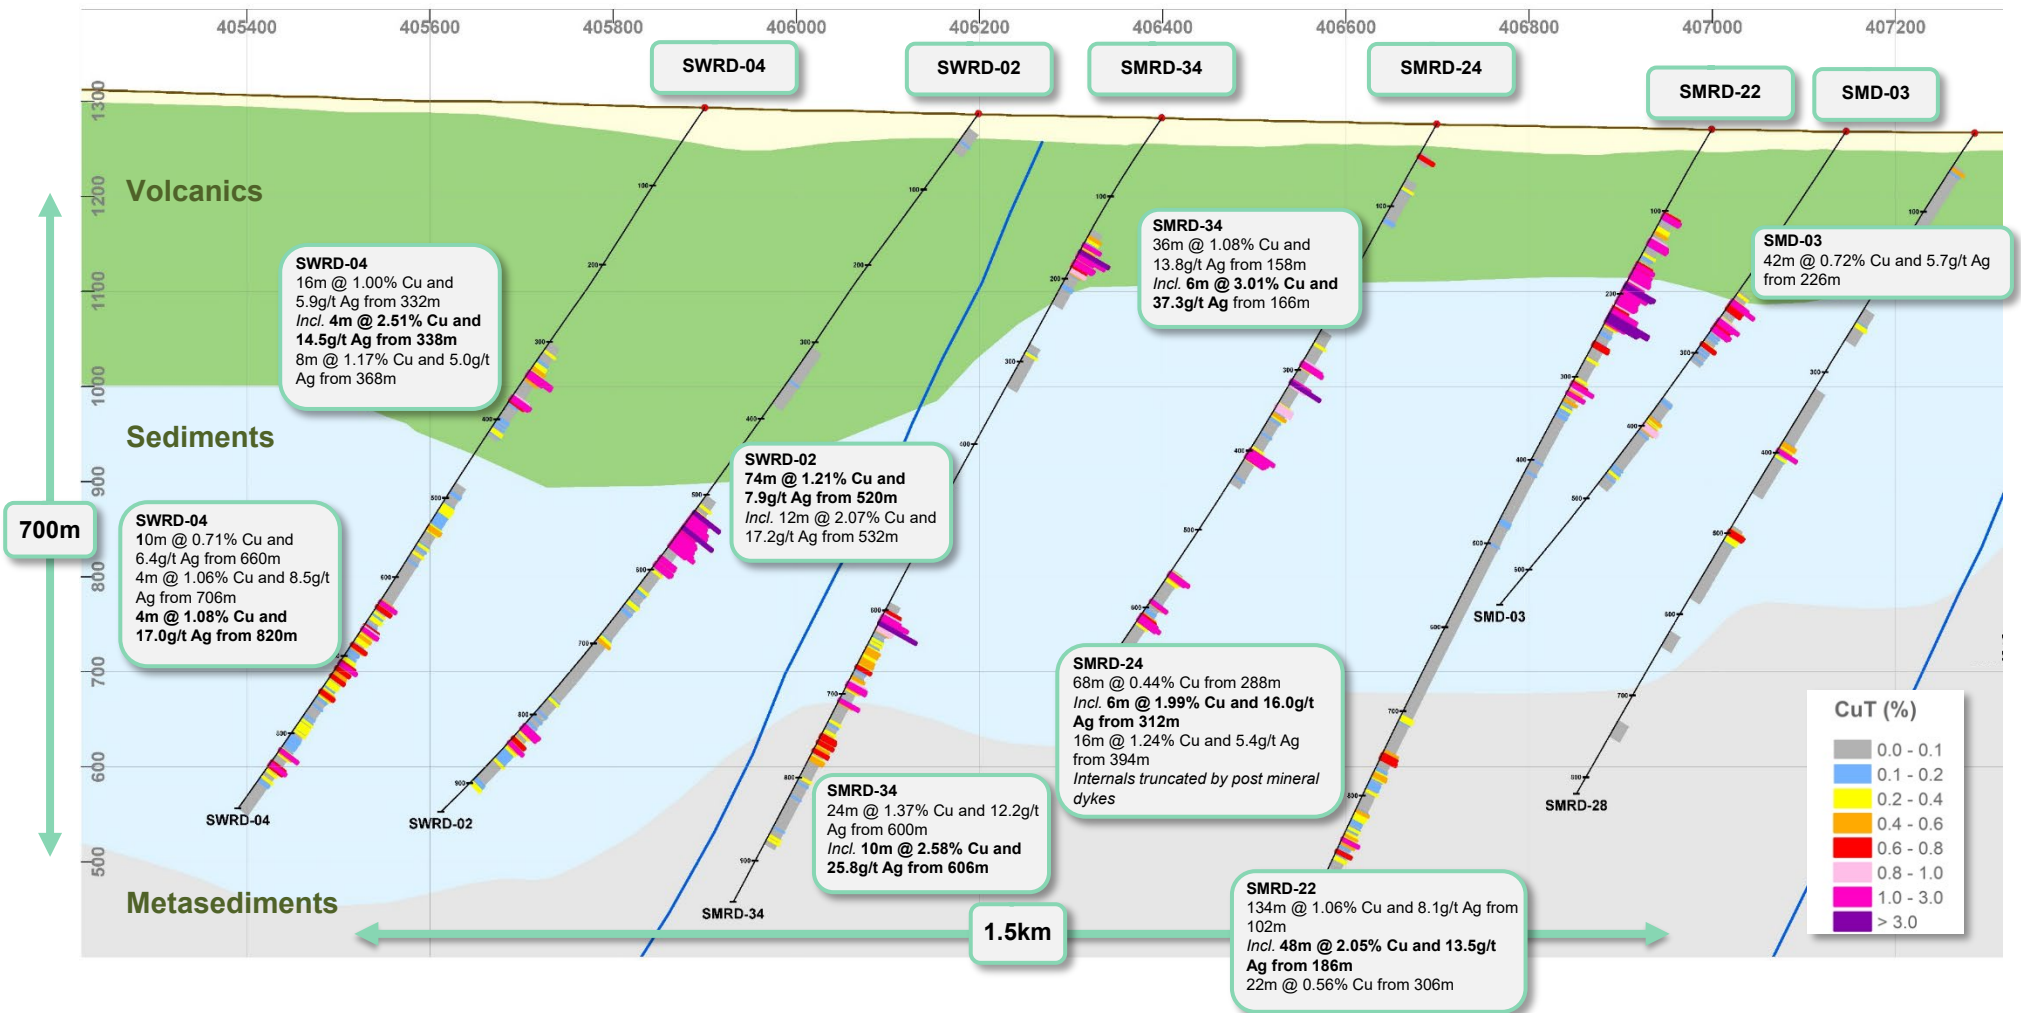 405400 405600 405800 406000 406200 406400 406600 406800 407000 407200
SWRD-04
SWRD-02
SMRD-34
SMRD-24
SMRD-22
SMD-03
1300
1200
1100
1000
900
800
700
600
500
Volcanics
Sediments
Metasediments
700m
1.5km
SWRD-04
16m @ 1.00% Cu and
5.9g/t Ag from 332m
Incl. 4m @ 2.51% Cu and
14.5g/t Ag from 338m
8m @ 1.17% Cu and 5.0g/t
Ag from 368m
SMRD-34
36m @ 1.08% Cu and
13.8g/t Ag from 158m
Incl. 6m @ 3.01% Cu and
37.3g/t Ag from 166m
SMD-03
42m @ 0.72% Cu and 5.7g/t Ag
from 226m
SWRD-04
10m @ 0.71% Cu and
6.4g/t Ag from 660m
4m @ 1.06% Cu and 8.5g/t
Ag from 706m
4m @ 1.08% Cu and
17.0g/t Ag from 820m
SWRD-02
74m @ 1.21% Cu and
7.9g/t Ag from 520m
Incl. 12m @ 2.07% Cu and
17.2g/t Ag from 532m
SMRD-24
68m @ 0.44% Cu from 288m
Incl. 6m @ 1.99% Cu and 16.0g/t
Ag from 312m
16m @ 1.24% Cu and 5.4g/t Ag
from 394m
Internals truncated by post mineral
dykes
SMRD-34
24m @ 1.37% Cu and 12.2g/t
Ag from 600m
Incl. 10m @ 2.58% Cu and
25.8g/t Ag from 606m
SMRD-22
134m @ 1.06% Cu and 8.1g/t Ag from
102m
Incl. 48m @ 2.05% Cu and 13.5g/t
Ag from 186m
22m @ 0.56% Cu from 306m
SWRD-04
SWRD-02
SMRD-34
SMD-03
SMRD-28
CuT (%)
0.0 - 0.1
0.1 - 0.2
0.2 - 0.4
0.4 - 0.6
0.6 - 0.8
0.8 - 1.0
1.0 - 3.0
> 3.0